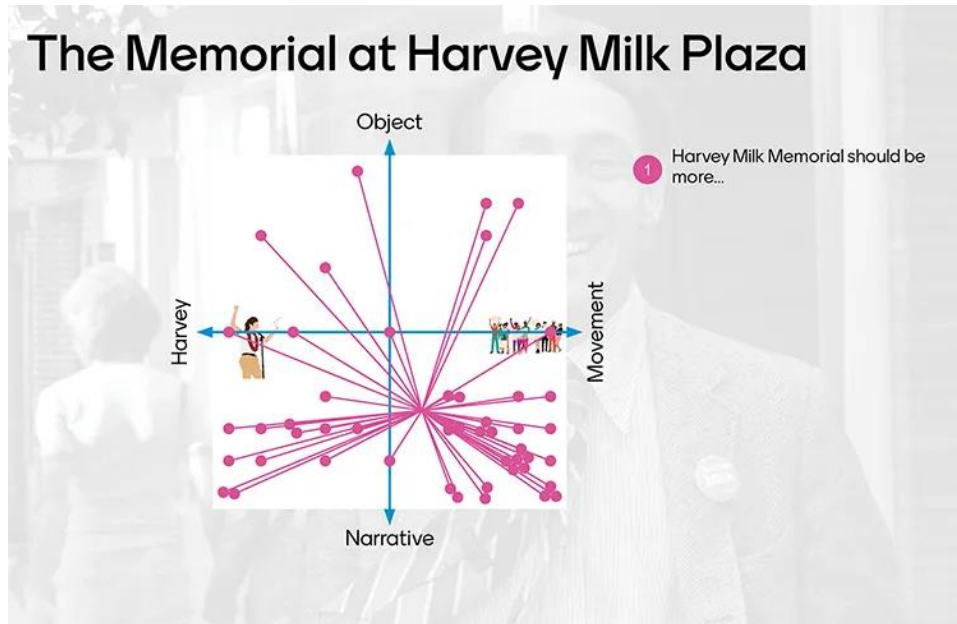 The Memorial at Harvey Milk Plaza
Object
1
Harvey Milk Memorial should be
more...
Harvey
Movement
Narrative